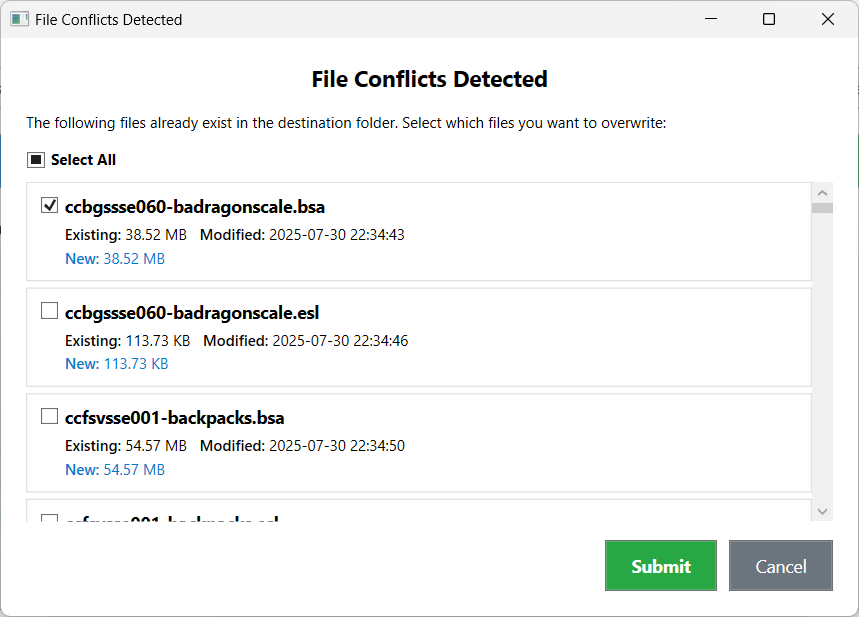 File Conflicts Detected
File Conflicts Detected
The following files already exist in the destination folder. Select which files you want to overwrite:
Select All
ccbgssse060-badragonscale.bsa
Existing: 38.52 MB Modified: 2025-07-30 22:34:43
New: 38.52 MB
ccbgssse060-badragonscale.esl
Existing: 113.73 KB Modified: 2025-07-30 22:34:46
New: 113.73 KB
ccfsvsse001-backpacks.bsa
Existing: 54.57 MB Modified: 2025-07-30 22:34:50
New: 54.57 MB
Submit Cancel